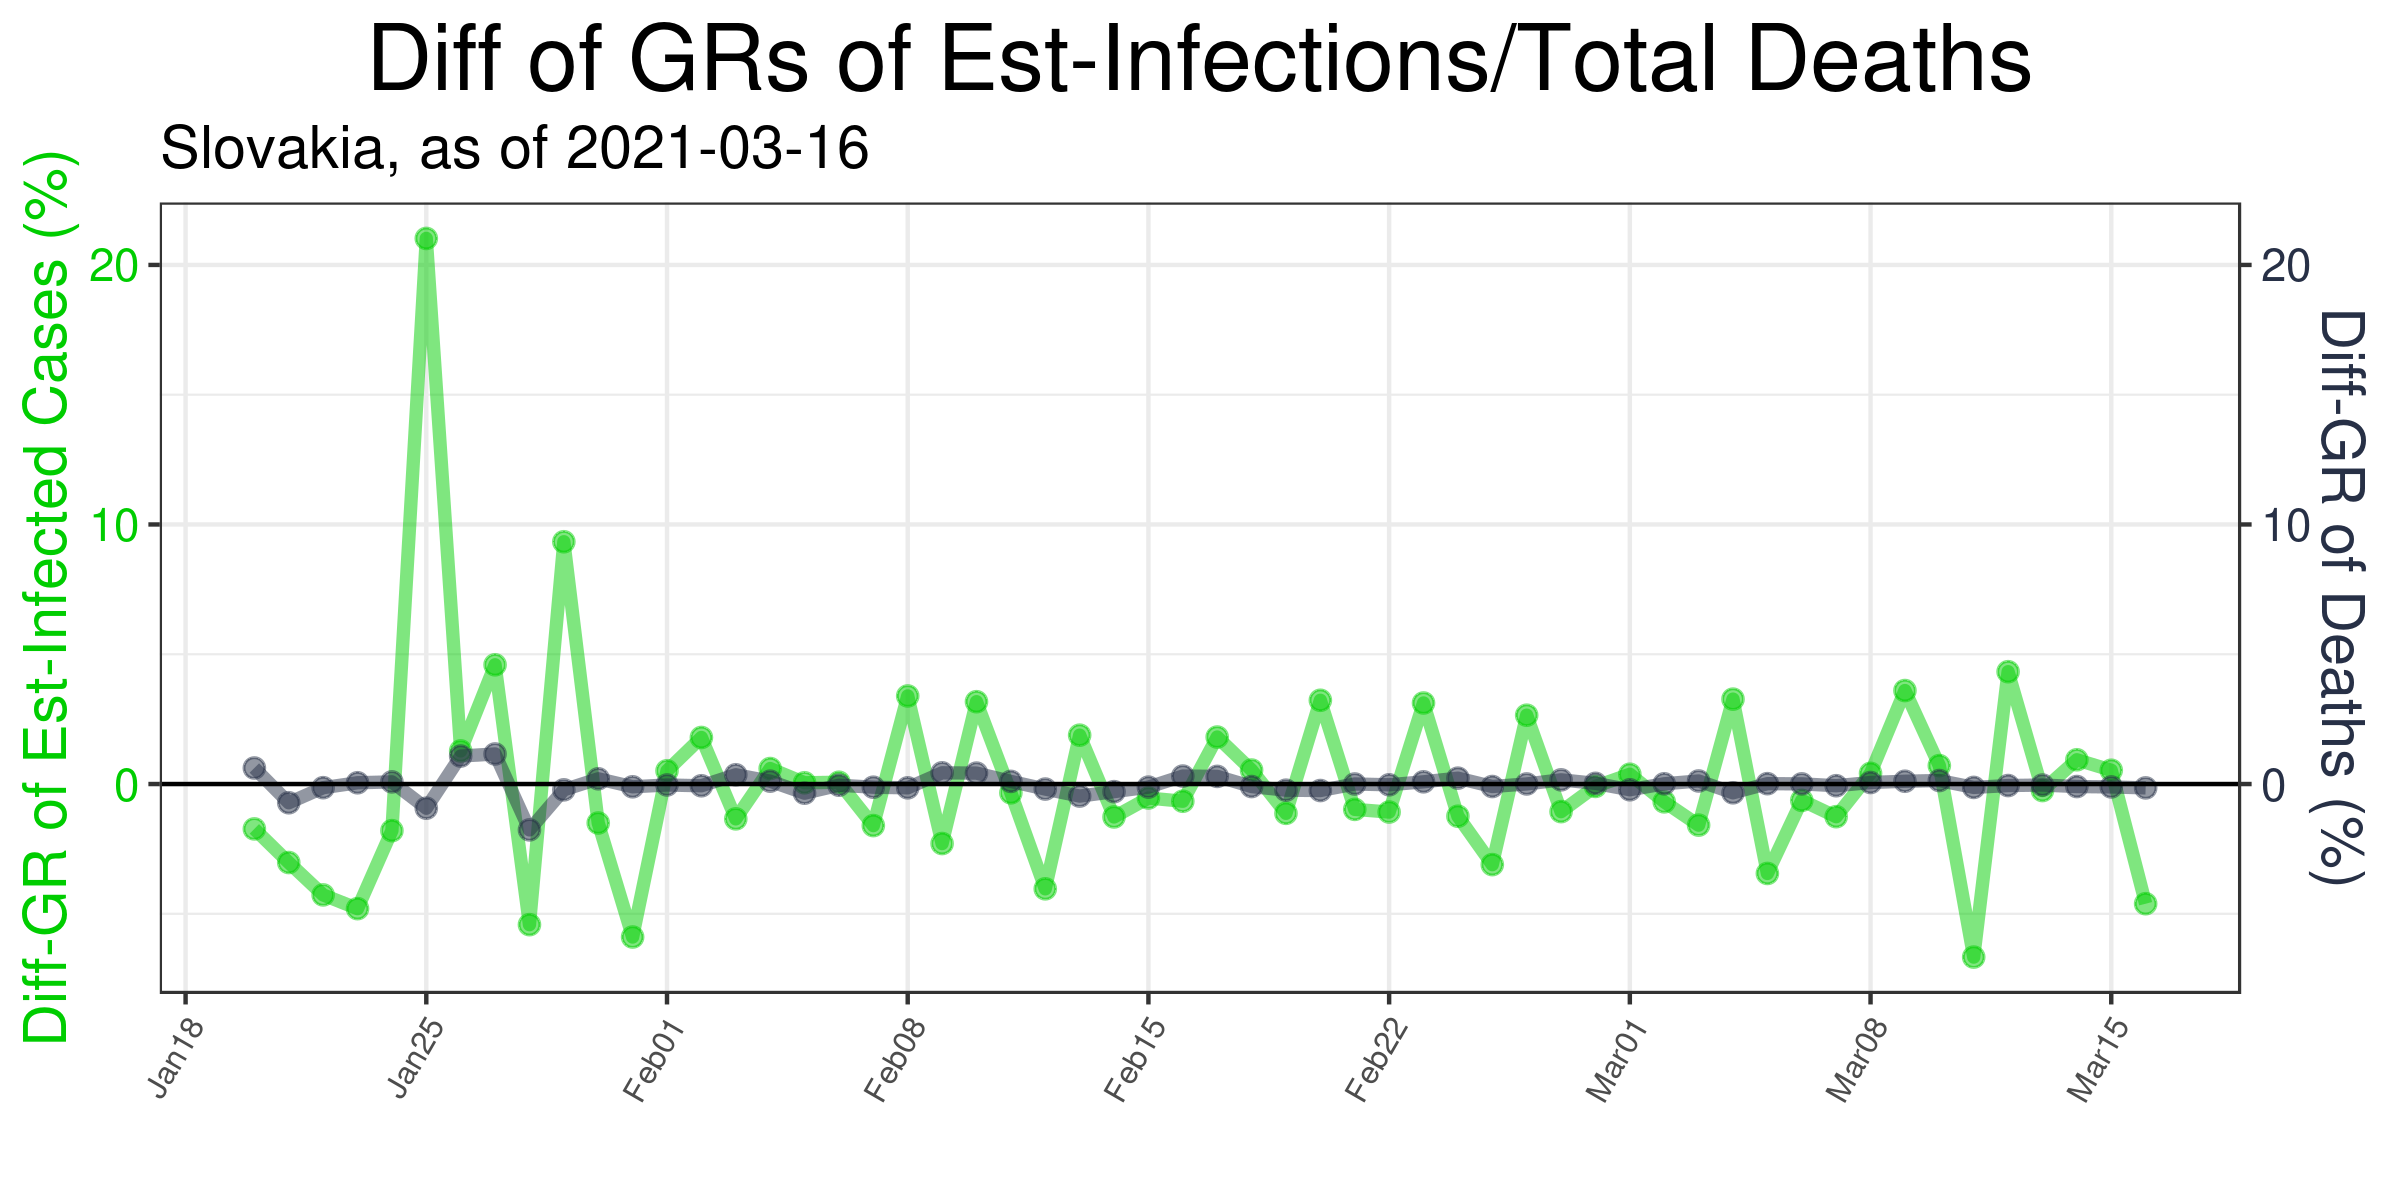 Diff of GRs of Est-Infections/Total Deaths
Slovakia, as of 2021-03-16
Diff-GR of Est-Infected Cases (%)
20
10
0
20
10
0
Diff-GR of Deaths (%)
Jan18
Jan25
Feb01
Feb08
Feb15
Feb22
Mar01
Mar08
Mar15